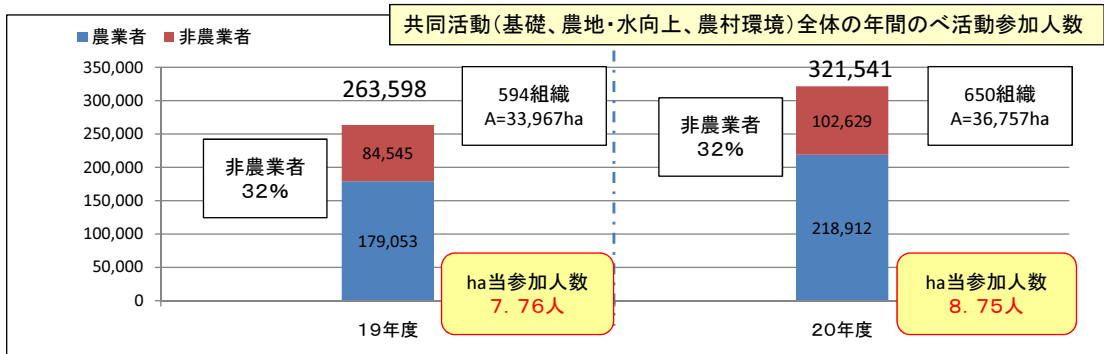 共同活動(基礎、農地・水向上、農村環境)全体の年間のべ活動参加人数
農業者 非農業者
350,000
300,000
250,000
200,000
150,000
100,000
50,000
0
263,598
594組織
A=33,967ha
非農業者
32%
84,545
179,053
ha当参加人数
7.76人
19年度
321,541
650組織
A=36,757ha
非農業者
32%
102,629
218,912
ha当参加人数
8.75人
20年度